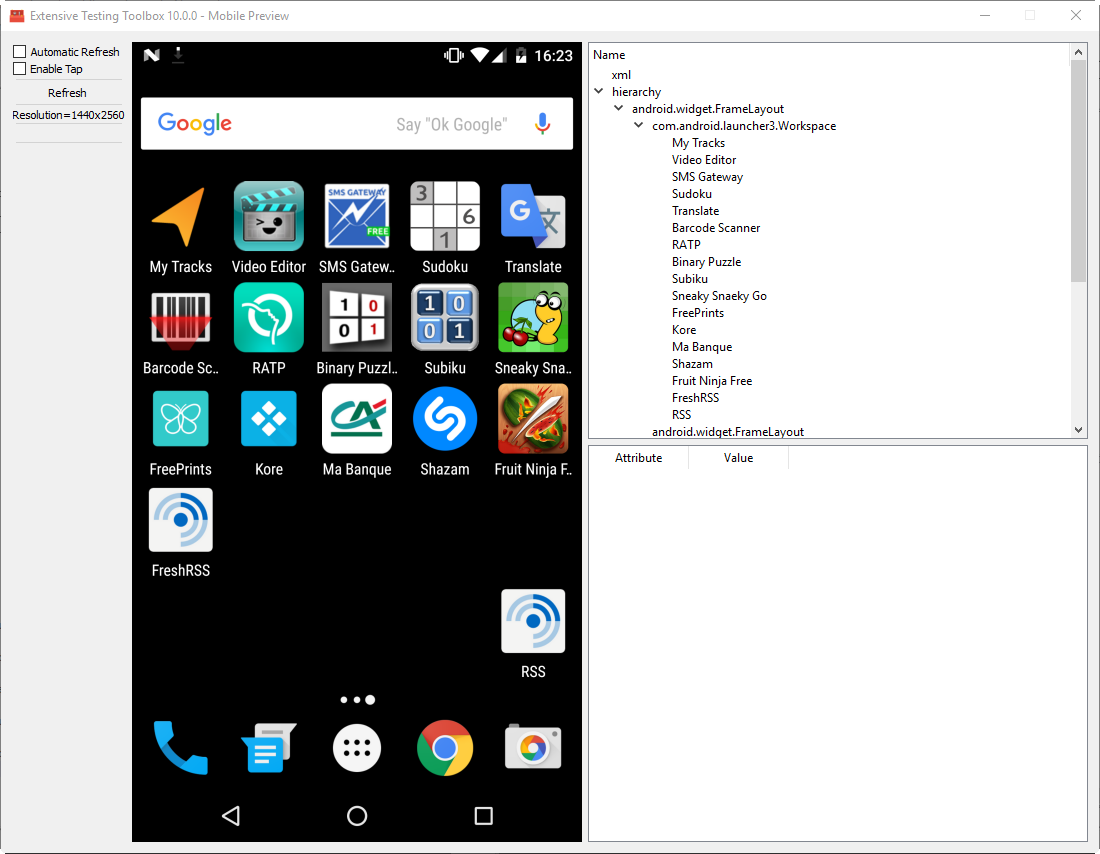 Extensive Testing Toolbox 10.0.0 - Mobile Preview
Automatic Refresh
Enable Tap
Refresh
Resolution=1440x2560
16:23
Google Say "Ok Google"
SMS GATEWAY
FREE
3
6
1
G
My Tracks Video Editor SMS Gatew.. Sudoku Translate
1 0
0 1
1 0
0 1
Barcode Sc.. RATP Binary Puzzl.. Subiku Sneaky Sna..
CA
FreePrints Kore Ma Banque Shazam Fruit Ninja F..
FreshRSS
RSS
Name
xml
hierarchy
android.widget.FrameLayout
com.android.launcher3.Workspace
My Tracks
Video Editor
SMS Gateway
Sudoku
Translate
Barcode Scanner
RATP
Binary Puzzle
Subiku
Sneaky Snaeky Go
FreePrints
Kore
Ma Banque
Shazam
Fruit Ninja Free
FreshRSS
RSS
android.widget.FrameLayout
Attribute Value